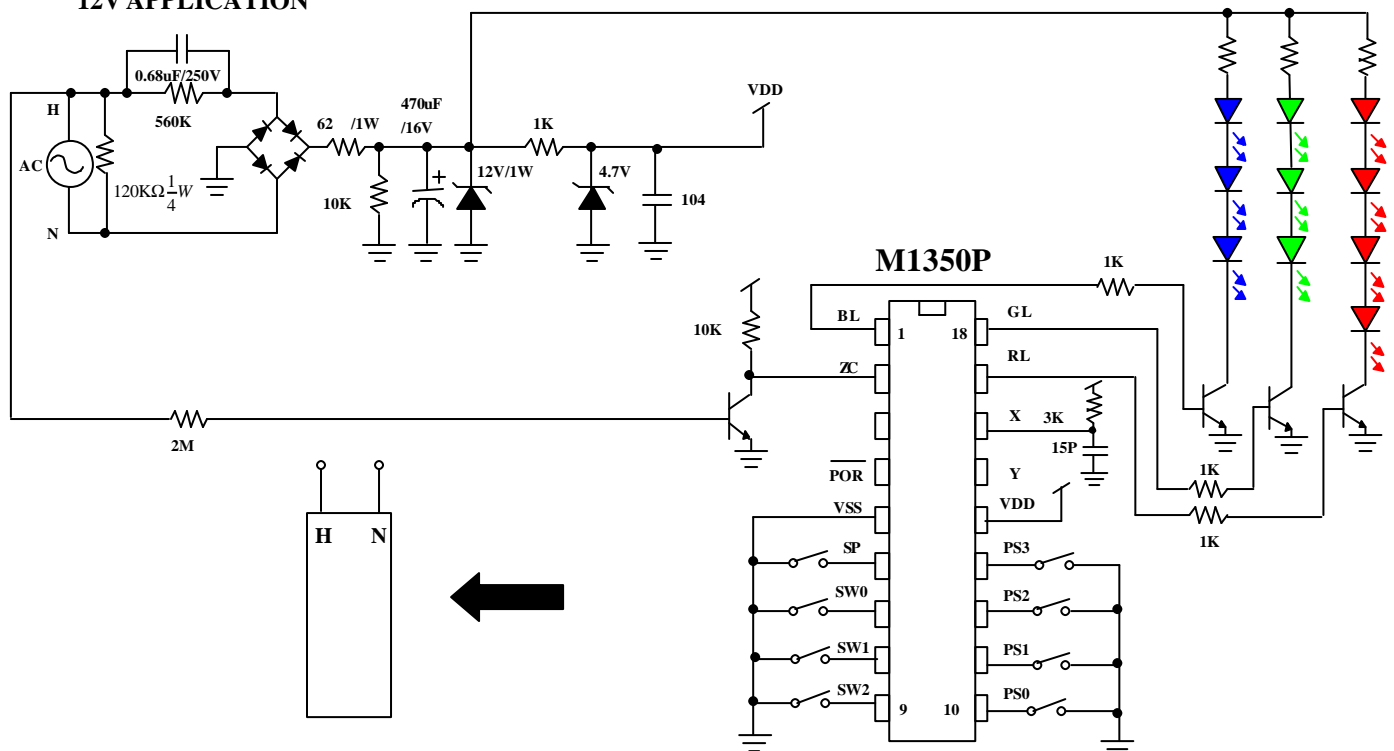 12V APPLICATION
0.68uF/250V
H
560K
AC
120KΩ 1/4 W
N
62 /1W
10K
470uF
/16V
+
12V/1W
1K
4.7V
104
VDD
M1350P
1K
10K
BL
1
18
GL
ZC
RL
X
3K
15P
2M
POR
Y
1K
VSS
VDD
1K
H N
SP
PS3
SW0
PS2
SW1
PS1
SW2
9
10
PS0